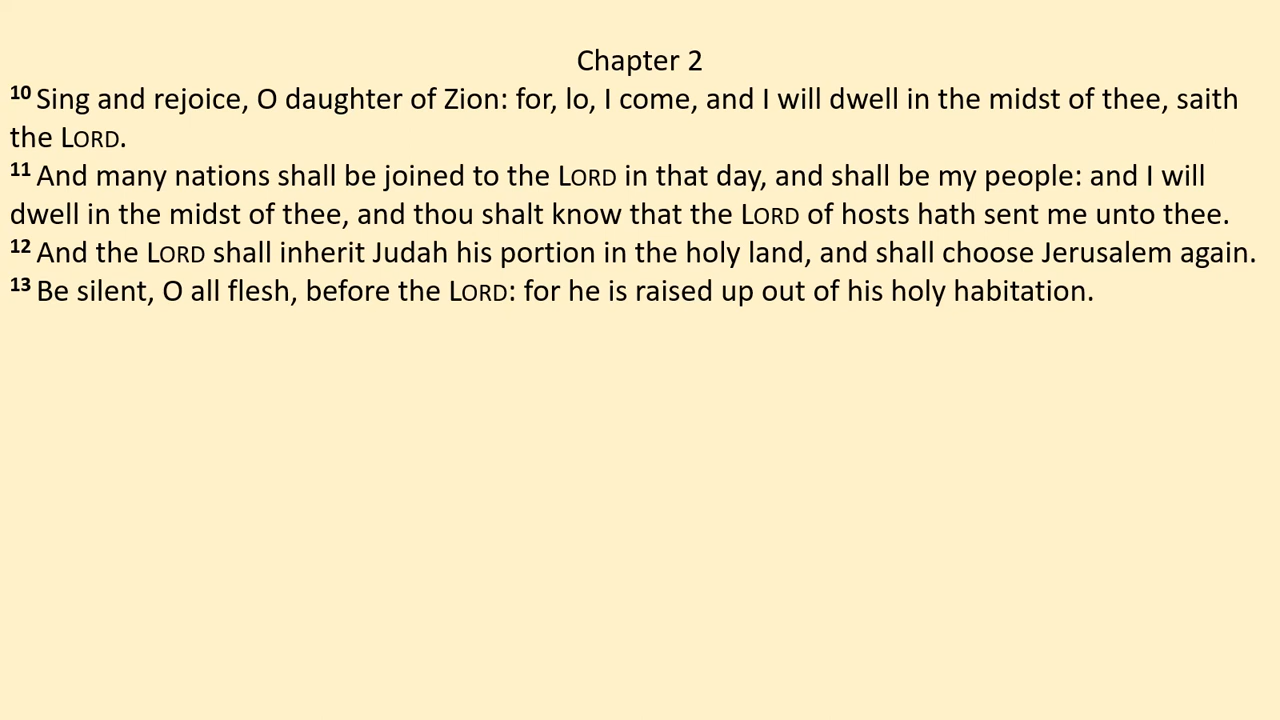 Chapter 2
10 Sing and rejoice, O daughter of Zion: for, lo, I come, and I will dwell in the midst of thee, saith
the LORD.
11 And many nations shall be joined to the LORD in that day, and shall be my people: and I will
dwell in the midst of thee, and thou shalt know that the LORD of hosts hath sent me unto thee.
12 And the LORD shall inherit Judah his portion in the holy land, and shall choose Jerusalem again.
13 Be silent, O all flesh, before the LORD: for he is raised up out of his holy habitation.